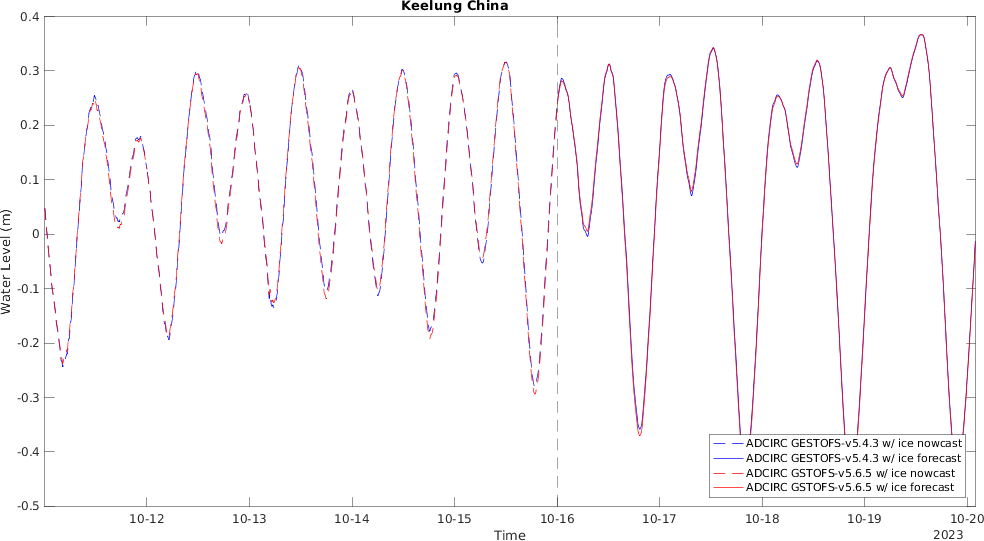 Keelung China
0.4
0.3
0.2
0.1
0
-0.1
-0.2
-0.3
-0.4
-0.5
Water Level (m)
10-12 10-13 10-14 10-15 10-16 10-17 10-18 10-19 10-20
Time
2023
ADCIRC GESTOFS-v5.4.3 w/ ice nowcast
ADCIRC GESTOFS-v5.4.3 w/ ice forecast
ADCIRC GSTOFS-v5.6.5 w/ ice nowcast
ADCIRC GSTOFS-v5.6.5 w/ ice forecast